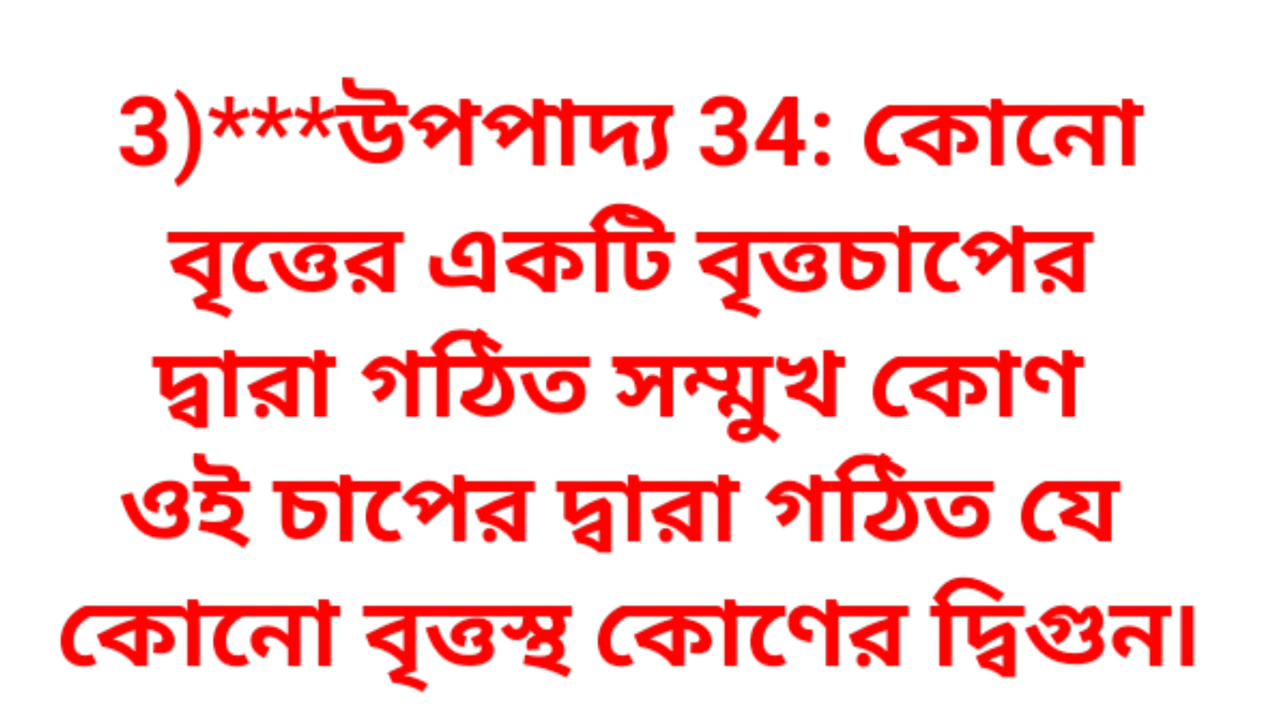 3)***উপপাদ্য 34: কোনো
বৃত্তের একটি বৃত্তচাপের
দ্বারা গঠিত সম্মুখ কোণ
ওই চাপের দ্বারা গঠিত যে
কোনো বৃত্তস্থ কোণের দ্বিগুন।